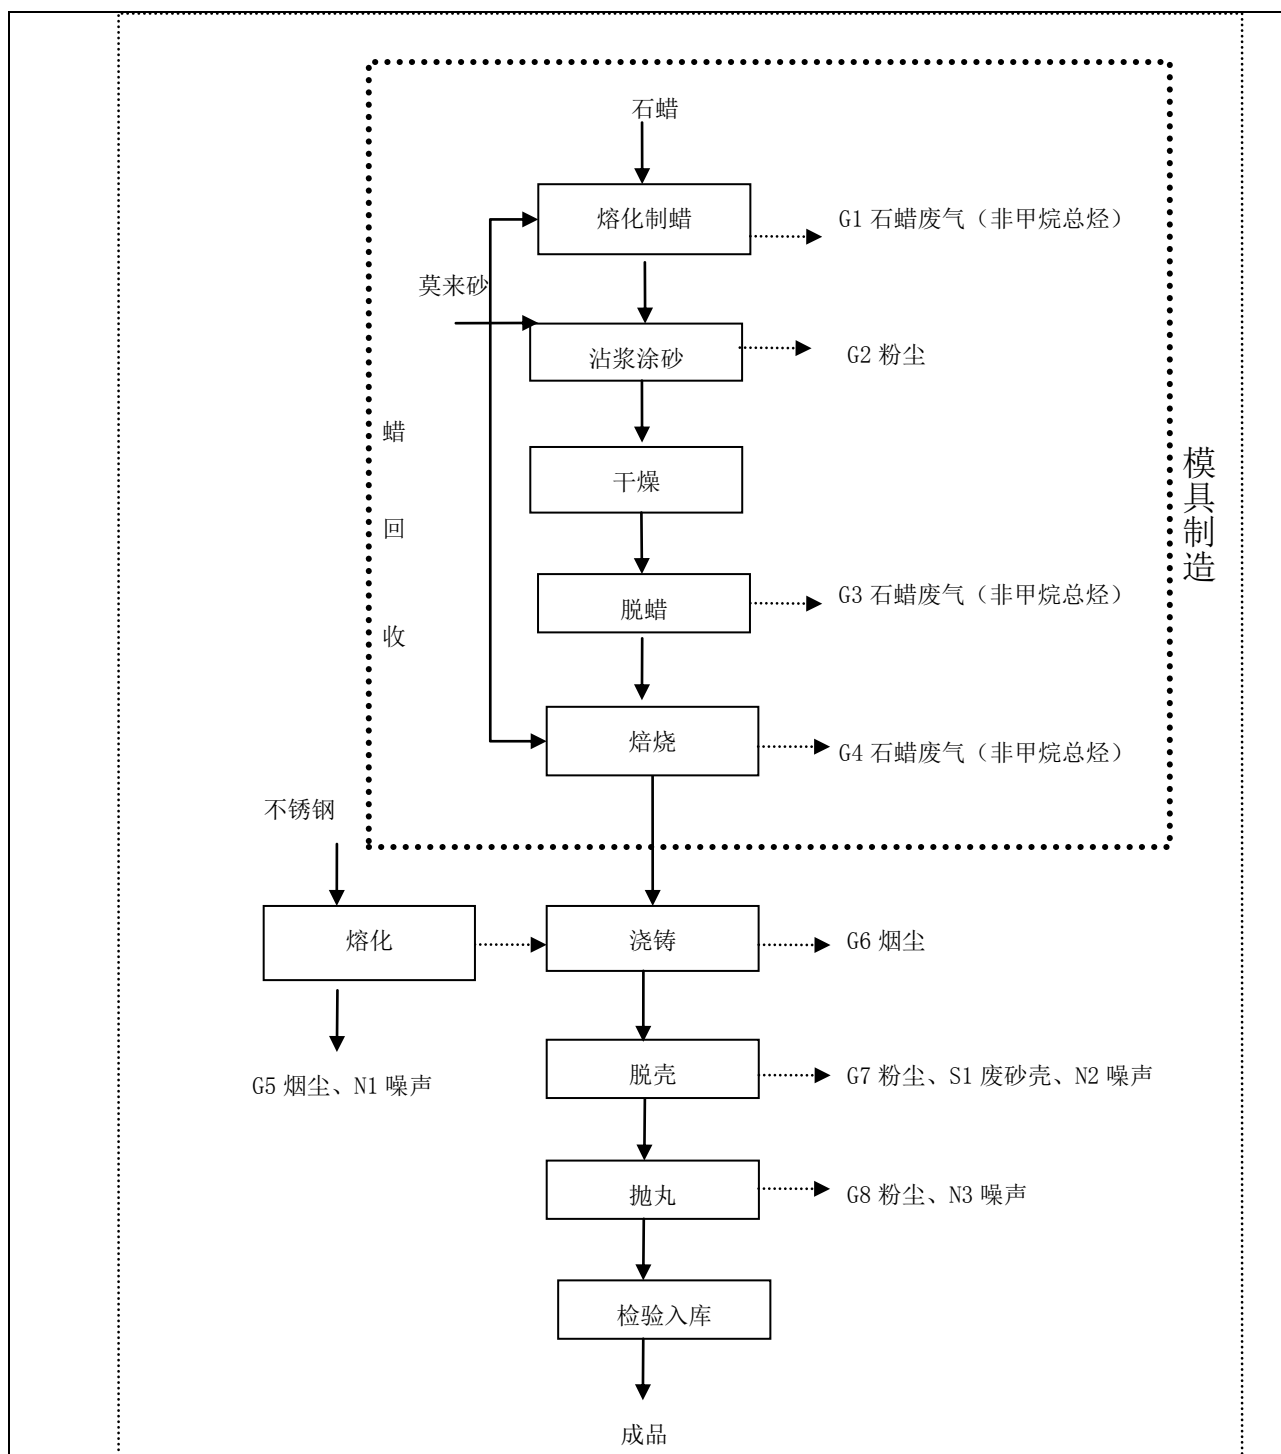 石蜡
熔化制蜡
G1 石蜡废气（非甲烷总烃）
莫来砂
沾浆涂砂
G2 粉尘
蜡
回
收
干燥
模具制造
脱蜡
G3 石蜡废气（非甲烷总烃）
焙烧
G4 石蜡废气（非甲烷总烃）
不锈钢
熔化
浇铸
G6 烟尘
G5 烟尘、N1 噪声
脱壳
G7 粉尘、S1 废砂壳、N2 噪声
抛丸
G8 粉尘、N3 噪声
检验入库
成品